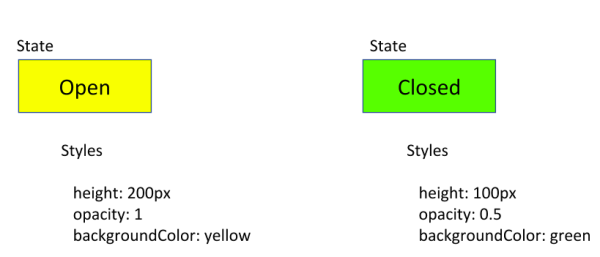 State
Open
Styles
height: 200px
opacity: 1
backgroundColor: yellow
State
Closed
Styles
height: 100px
opacity: 0.5
backgroundColor: green